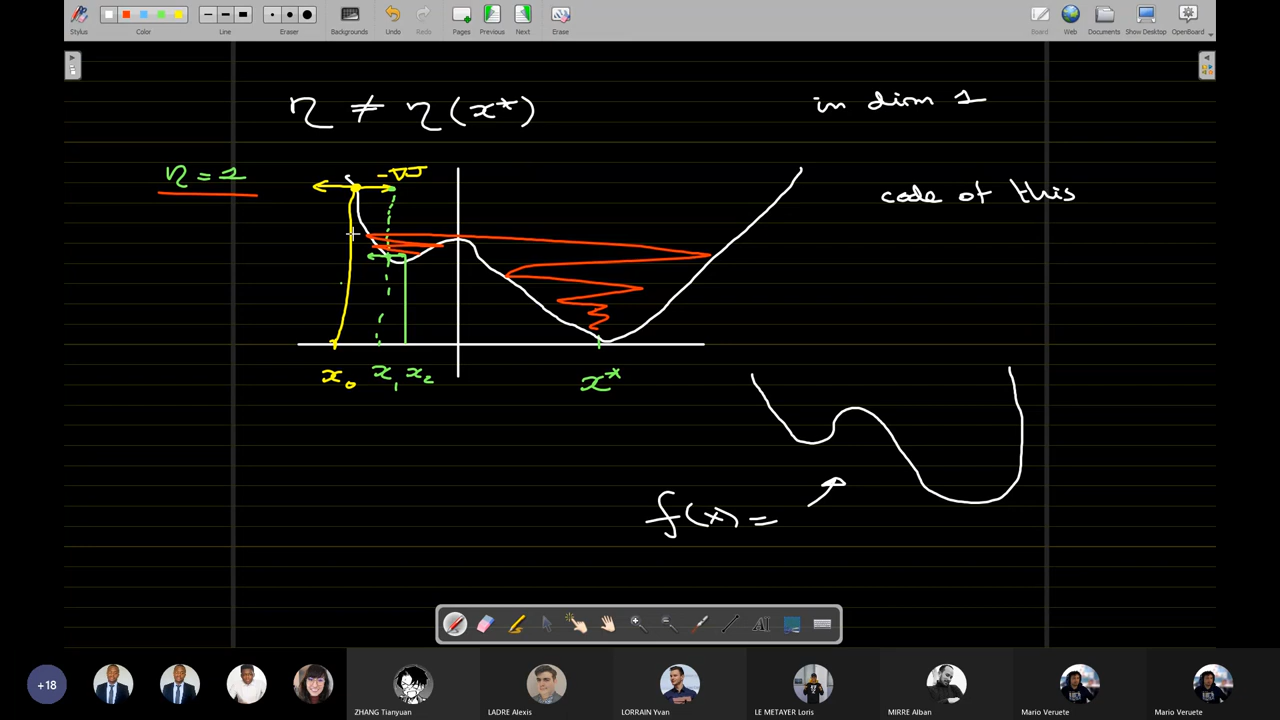 Stylus
Color
Line
Eraser
Backgrounds
Undo
Redo
Pages
Previous
Next
Erase
Board
Web
Documents
Show Desktop
OpenBoard
η ≠ η(x*)
in dim 1
η = 1
-∇J
code of this
x₀
x₁
x₂
x*
f(x) =
AI
+18
ZHANG Tianyuan
LADRE Alexis
LORRAIN Yvan
LE METAYER Loris
MIRRE Alban
Mario Veruete
Mario Veruete